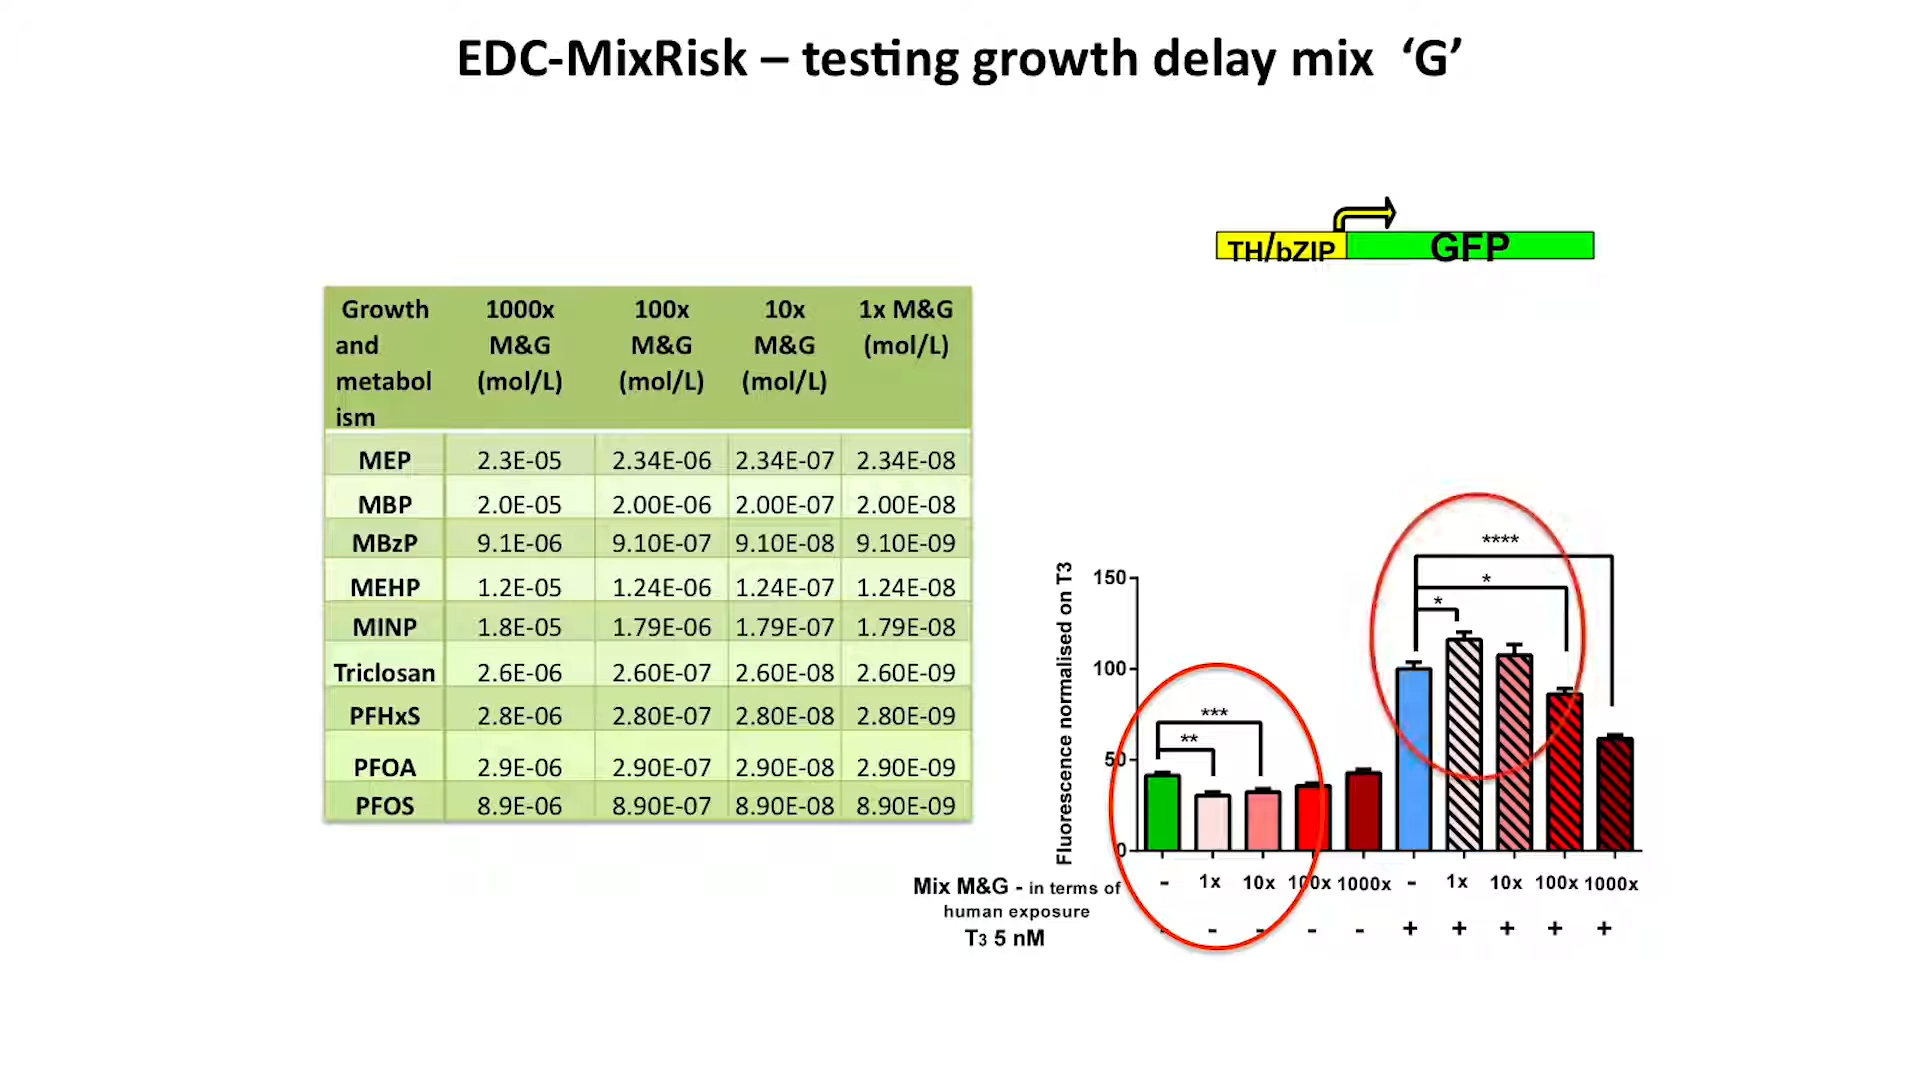 EDC-MixRisk – testing growth delay mix ‘G’
TH/bZIP GFP
Growth and metabol ism 1000x M&G (mol/L) 100x M&G (mol/L) 10x M&G (mol/L) 1x M&G (mol/L)
MEP 2.3E-05 2.34E-06 2.34E-07 2.34E-08
MBP 2.0E-05 2.00E-06 2.00E-07 2.00E-08
MBzP 9.1E-06 9.10E-07 9.10E-08 9.10E-09
MEHP 1.2E-05 1.24E-06 1.24E-07 1.24E-08
MINP 1.8E-05 1.79E-06 1.79E-07 1.79E-08
Triclosan 2.6E-06 2.60E-07 2.60E-08 2.60E-09
PFHxS 2.8E-06 2.80E-07 2.80E-08 2.80E-09
PFOA 2.9E-06 2.90E-07 2.90E-08 2.90E-09
PFOS 8.9E-06 8.90E-07 8.90E-08 8.90E-09
Fluorescence normalised on T3
150
100
50
0
****
*
*
***
**
Mix M&G - in terms of - 1x 10x 100x 1000x - 1x 10x 100x 1000x
human exposure
T3 5 nM - - - - - + + + + +